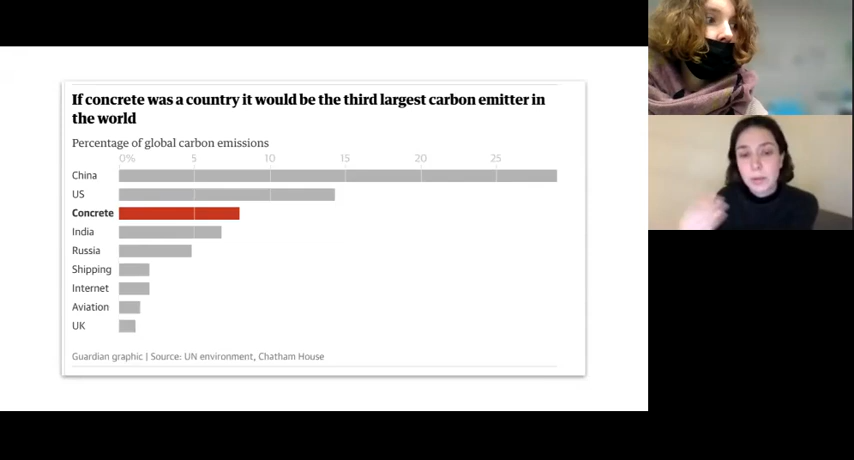 If concrete was a country it would be the third largest carbon emitter in
the world
Percentage of global carbon emissions
0% 5 10 15 20 25
China
US
Concrete
India
Russia
Shipping
Internet
Aviation
UK
Guardian graphic | Source: UN environment, Chatham House